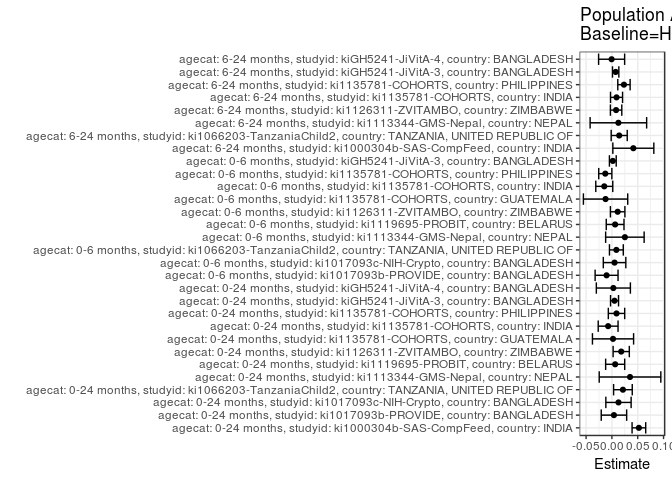 Population
Baseline=H
agecat: 6-24 months, studyid: kiGH5241-JiVitA-4, country: BANGLADESH
agecat: 6-24 months, studyid: kiGH5241-JiVitA-3, country: BANGLADESH
agecat: 6-24 months, studyid: ki1135781-COHORTS, country: PHILIPPINES
agecat: 6-24 months, studyid: ki1135781-COHORTS, country: INDIA
agecat: 6-24 months, studyid: ki1126311-ZVITAMBO, country: ZIMBABWE
agecat: 6-24 months, studyid: ki1113344-GMS-Nepal, country: NEPAL
agecat: 6-24 months, studyid: ki1066203-TanzaniaChild2, country: TANZANIA, UNITED REPUBLIC OF
agecat: 6-24 months, studyid: ki1000304b-SAS-CompFeed, country: INDIA
agecat: 0-6 months, studyid: kiGH5241-JiVitA-3, country: BANGLADESH
agecat: 0-6 months, studyid: ki1135781-COHORTS, country: PHILIPPINES
agecat: 0-6 months, studyid: ki1135781-COHORTS, country: INDIA
agecat: 0-6 months, studyid: ki1135781-COHORTS, country: GUATEMALA
agecat: 0-6 months, studyid: ki1126311-ZVITAMBO, country: ZIMBABWE
agecat: 0-6 months, studyid: ki1119695-PROBIT, country: BELARUS
agecat: 0-6 months, studyid: ki1113344-GMS-Nepal, country: NEPAL
agecat: 0-6 months, studyid: ki1066203-TanzaniaChild2, country: TANZANIA, UNITED REPUBLIC OF
agecat: 0-6 months, studyid: ki1017093c-NIH-Crypto, country: BANGLADESH
agecat: 0-6 months, studyid: ki1017093b-PROVIDE, country: BANGLADESH
agecat: 0-24 months, studyid: kiGH5241-JiVitA-4, country: BANGLADESH
agecat: 0-24 months, studyid: kiGH5241-JiVitA-3, country: BANGLADESH
agecat: 0-24 months, studyid: ki1135781-COHORTS, country: PHILIPPINES
agecat: 0-24 months, studyid: ki1135781-COHORTS, country: INDIA
agecat: 0-24 months, studyid: ki1135781-COHORTS, country: GUATEMALA
agecat: 0-24 months, studyid: ki1126311-ZVITAMBO, country: ZIMBABWE
agecat: 0-24 months, studyid: ki1119695-PROBIT, country: BELARUS
agecat: 0-24 months, studyid: ki1113344-GMS-Nepal, country: NEPAL
agecat: 0-24 months, studyid: ki1066203-TanzaniaChild2, country: TANZANIA, UNITED REPUBLIC OF
agecat: 0-24 months, studyid: ki1017093c-NIH-Crypto, country: BANGLADESH
agecat: 0-24 months, studyid: ki1017093b-PROVIDE, country: BANGLADESH
agecat: 0-24 months, studyid: ki1000304b-SAS-CompFeed, country: INDIA
-0.05 0.00 0.05 0.10
Estimate